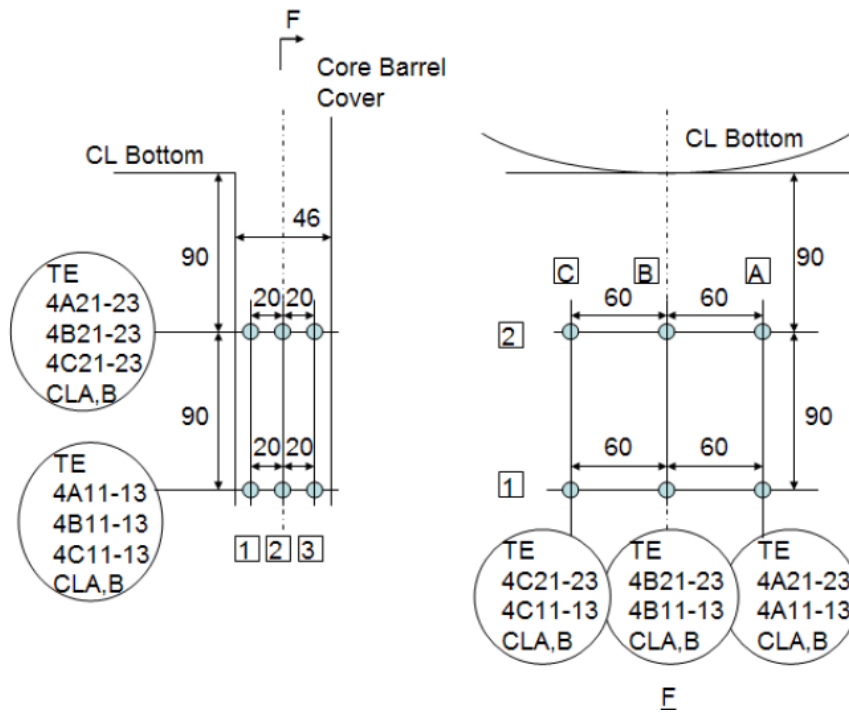 F
Core Barrel
Cover
CL Bottom
46
90
20 20
TE
4A21-23
4B21-23
4C21-23
CLA,B
90
20 20
TE
4A11-13
4B11-13
4C11-13
CLA,B
1 2 3
CL Bottom
90
C B A
60 60
2
90
60 60
1
TE
4C21-23
4C11-13
CLA,B
TE
4B21-23
4B11-13
CLA,B
TE
4A21-23
4A11-13
CLA,B
F